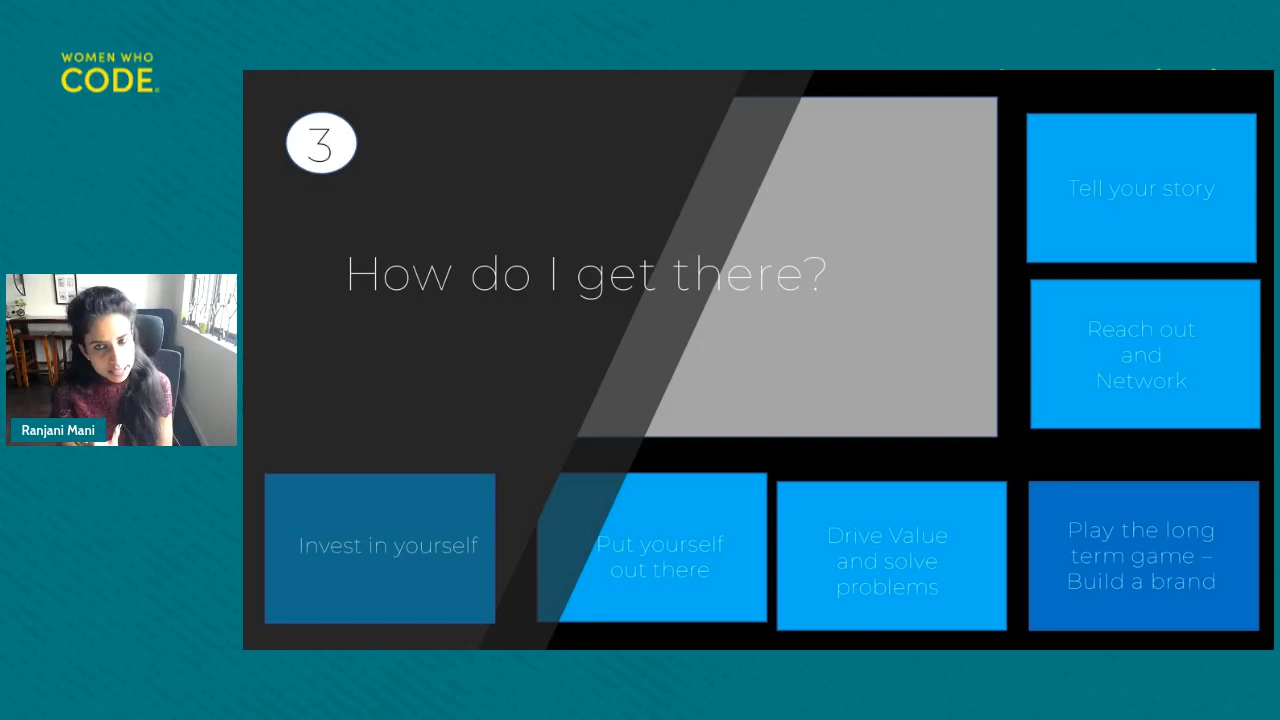 WOMEN WHO
CODE
3
How do I get there?
Tell your story
Reach out
and
Network
Ranjani Mani
Invest in yourself
Put yourself
out there
Drive Value
and solve
problems
Play the long
term game –
Build a brand